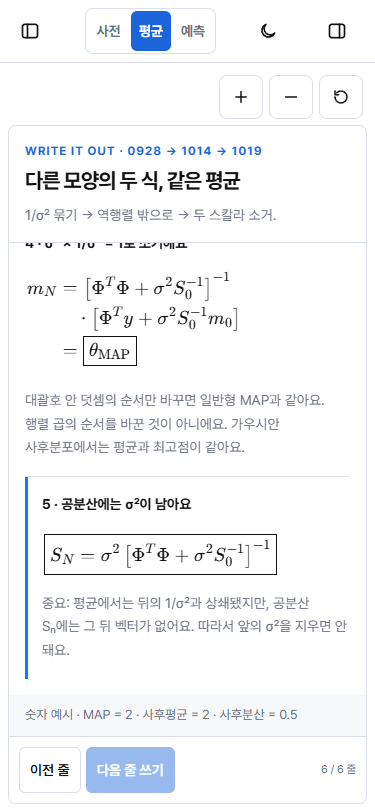 사전 평균 예측
WRITE IT OUT · 0928 → 1014 → 1019
다른 모양의 두 식, 같은 평균
1/σ² 묶기 → 역행렬 밖으로 → 두 스칼라 소거.
m_N = [Φ^T Φ + σ² S_0^{-1}]^{-1}
· [Φ^T y + σ² S_0^{-1} m_0]
= θ_MAP
대괄호 안 덧셈의 순서만 바꾸면 일반형 MAP과 같아요.
행렬 곱의 순서를 바꾼 것이 아니에요. 가우시안
사후분포에서는 평균과 최고점이 같아요.
5 · 공분산에는 σ²이 남아요
S_N = σ² [Φ^T Φ + σ² S_0^{-1}]^{-1}
중요: 평균에서는 뒤의 1/σ²과 상쇄됐지만, 공분산
Sₙ에는 그 뒤 벡터가 없어요. 따라서 앞의 σ²을 지우면 안
돼요.
숫자 예시 · MAP = 2 · 사후평균 = 2 · 사후분산 = 0.5
이전 줄 다음 줄 쓰기 6 / 6 줄